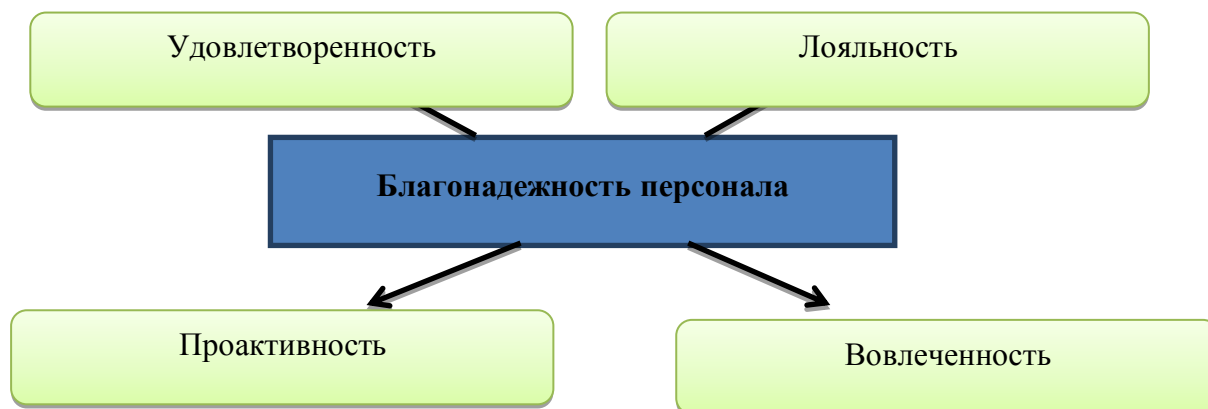 Удовлетворенность
Лояльность
Благонадежность персонала
Проактивность
Вовлеченность